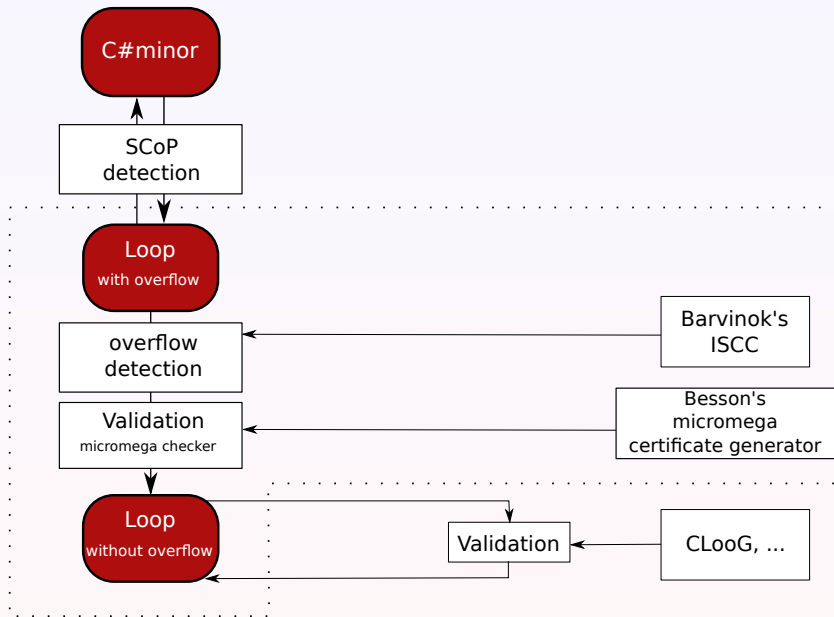 C#minor
SCoP
detection
Loop
with overflow
overflow
detection
Barvinok's
ISCC
Validation
micromega checker
Besson's
micromega
certificate generator
Loop
without overflow
Validation
CLooG, ...